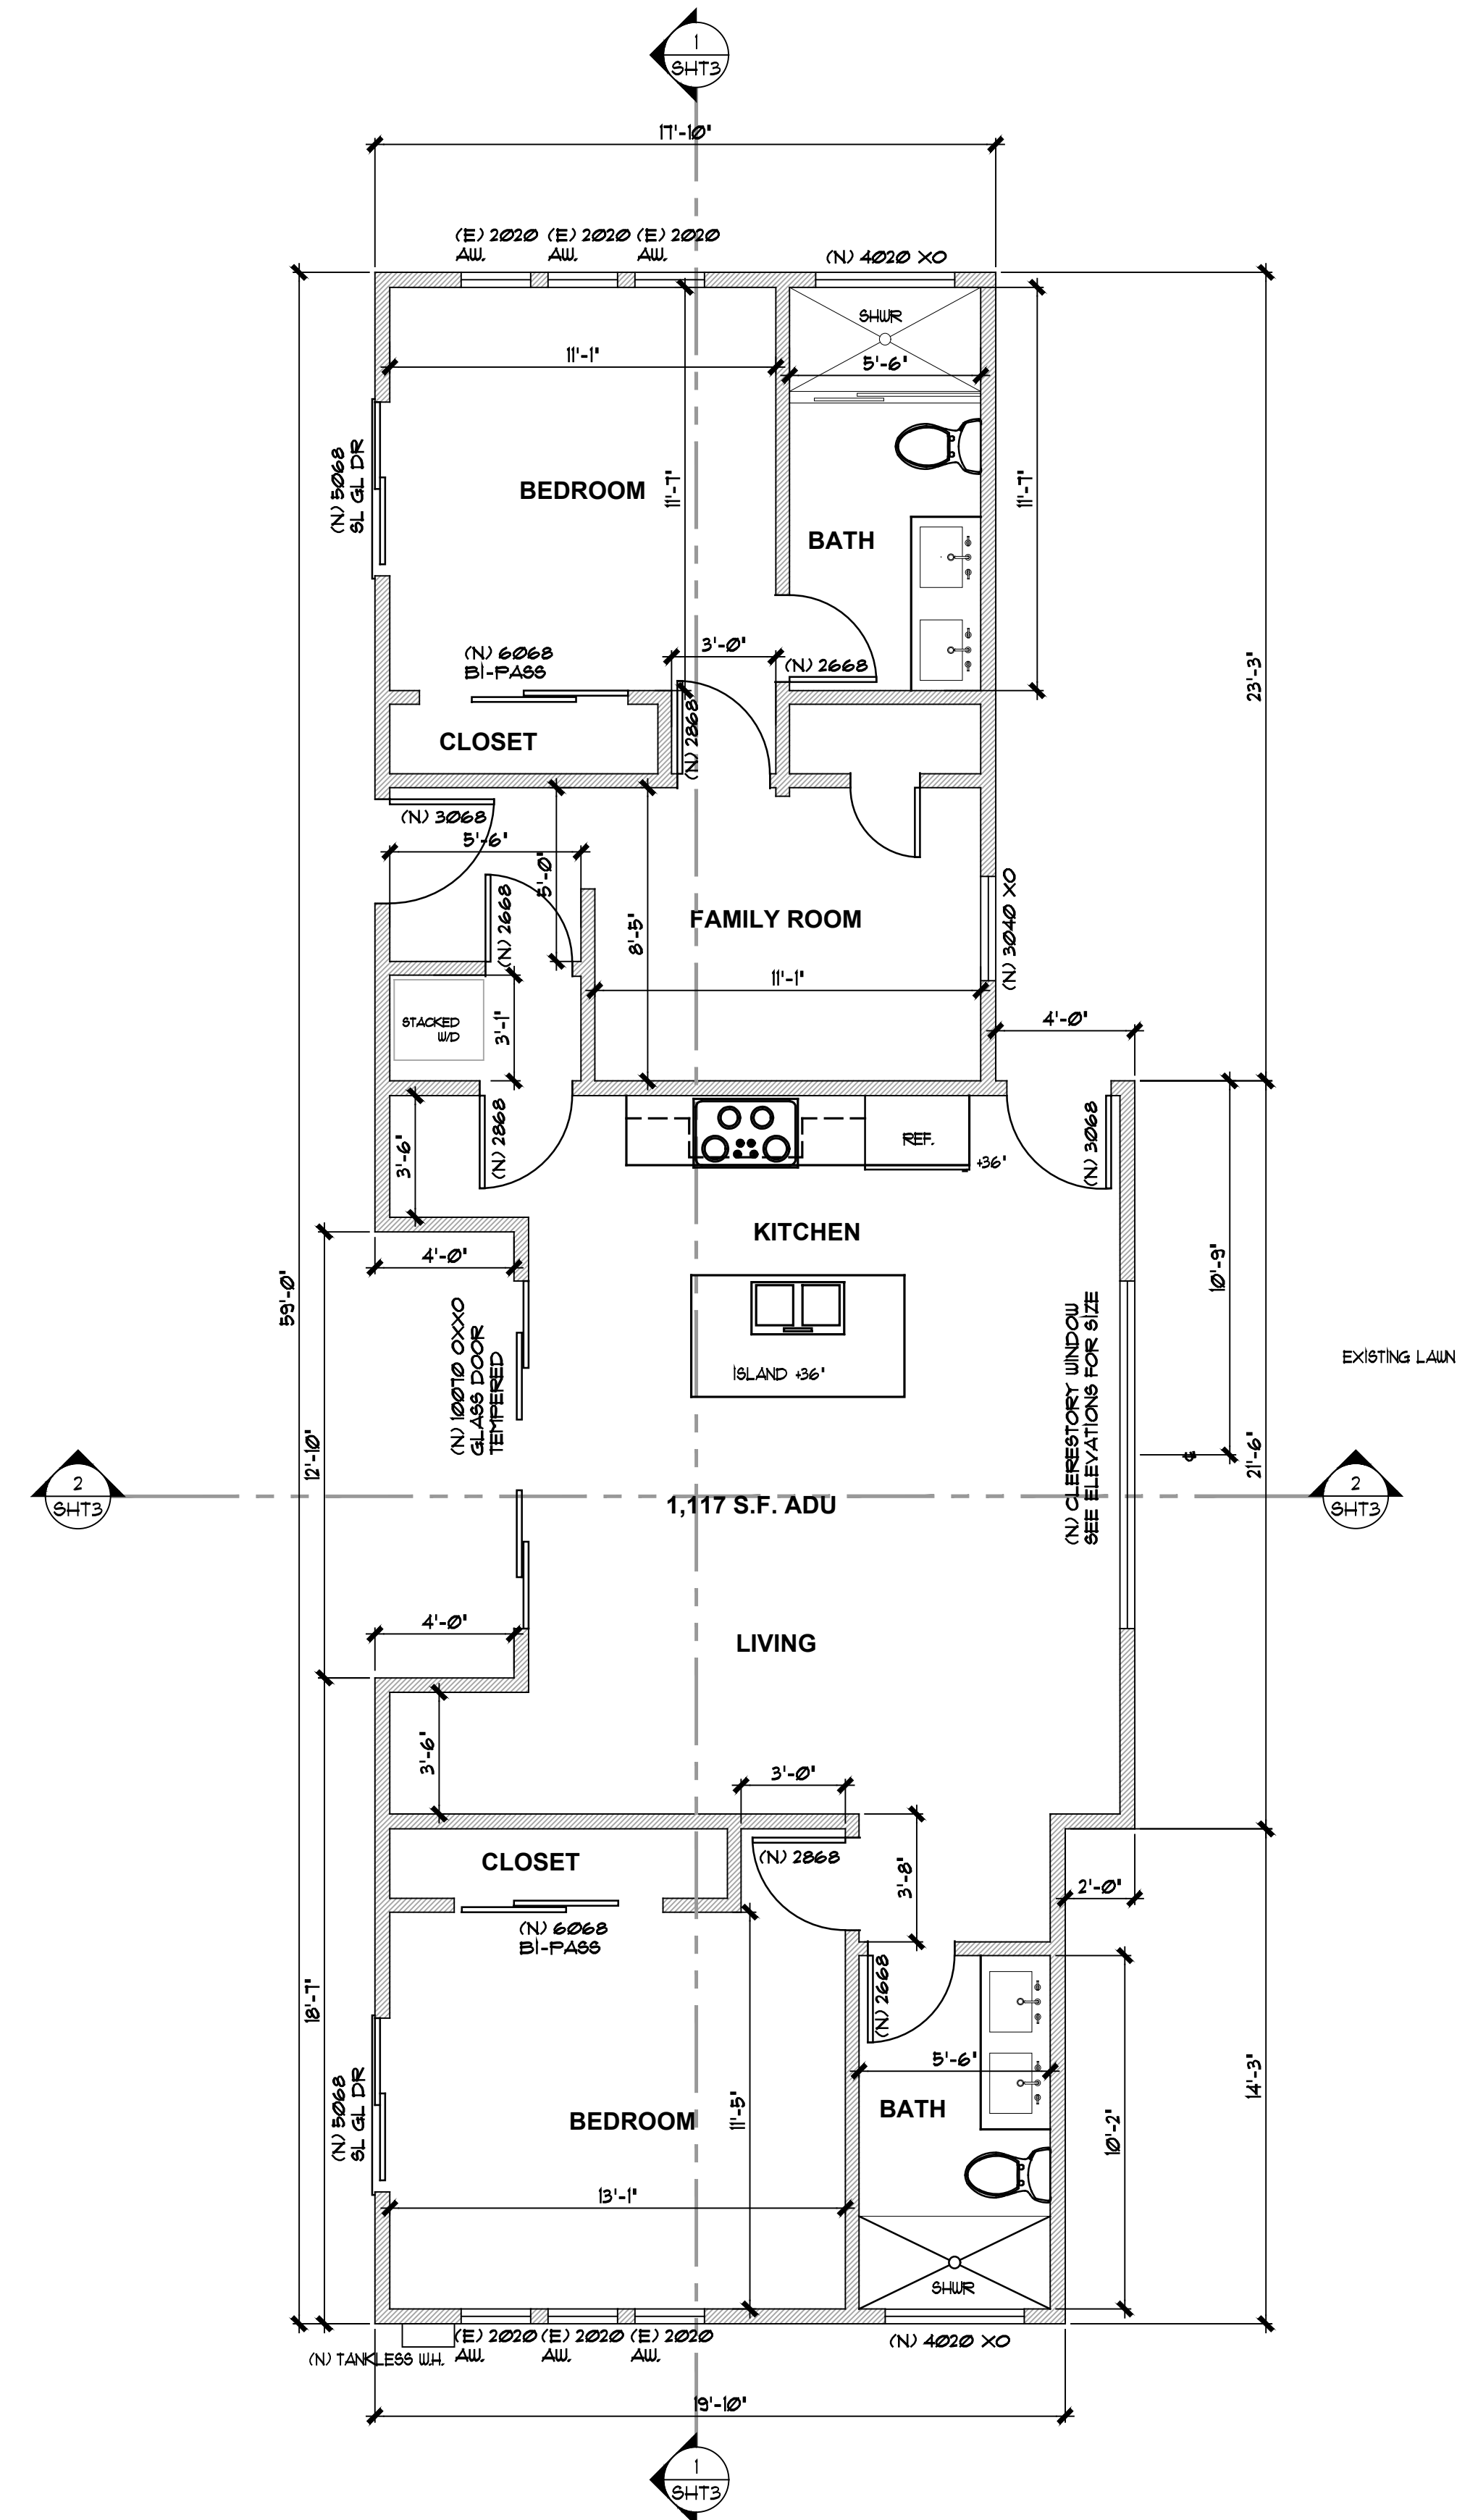 1
SHT3
17'-10"
(E) 2020 (E) 2020 (E) 2020
AW. AW. AW.
(N) 4020 XO
SHWR
11'-1"
5'-6"
(N) 5068
SL GL DR
BEDROOM
11'-7"
11'-7"
BATH
3'-0"
(N) 6068
BI-PASS
(N) 2668
23'-3"
CLOSET
(N) 2868
(N) 3068
5'-6"
5'-0"
(N) 2668
8'-5"
FAMILY ROOM
(N) 3040 XO
11'-1"
STACKED
W/D
3'-1"
4'-0"
3'-6"
(N) 2868
REF.
+36"
(N) 3068
KITCHEN
4'-0"
10'-9"
59'-0"
(N) 10070 OXXO
GLASS DOOR
TEMPERED
ISLAND +36"
(N) CLERESTORY WINDOW
SEE ELEVATIONS FOR SIZE
EXISTING LAWN
12'-10"
21'-6"
2
SHT3
1,117 S.F. ADU
2
SHT3
4'-0"
LIVING
3'-6"
3'-0"
CLOSET
(N) 2868
3'-8"
2'-0"
(N) 6068
BI-PASS
(N) 2668
18'-7"
(N) 5068
SL GL DR
5'-6"
14'-3"
BEDROOM
11'-5"
BATH
10'-2"
13'-1"
SHWR
(E) 2020 (E) 2020 (E) 2020
AW. AW. AW.
(N) 4020 XO
(N) TANKLESS W.H.
19'-10"
1
SHT3